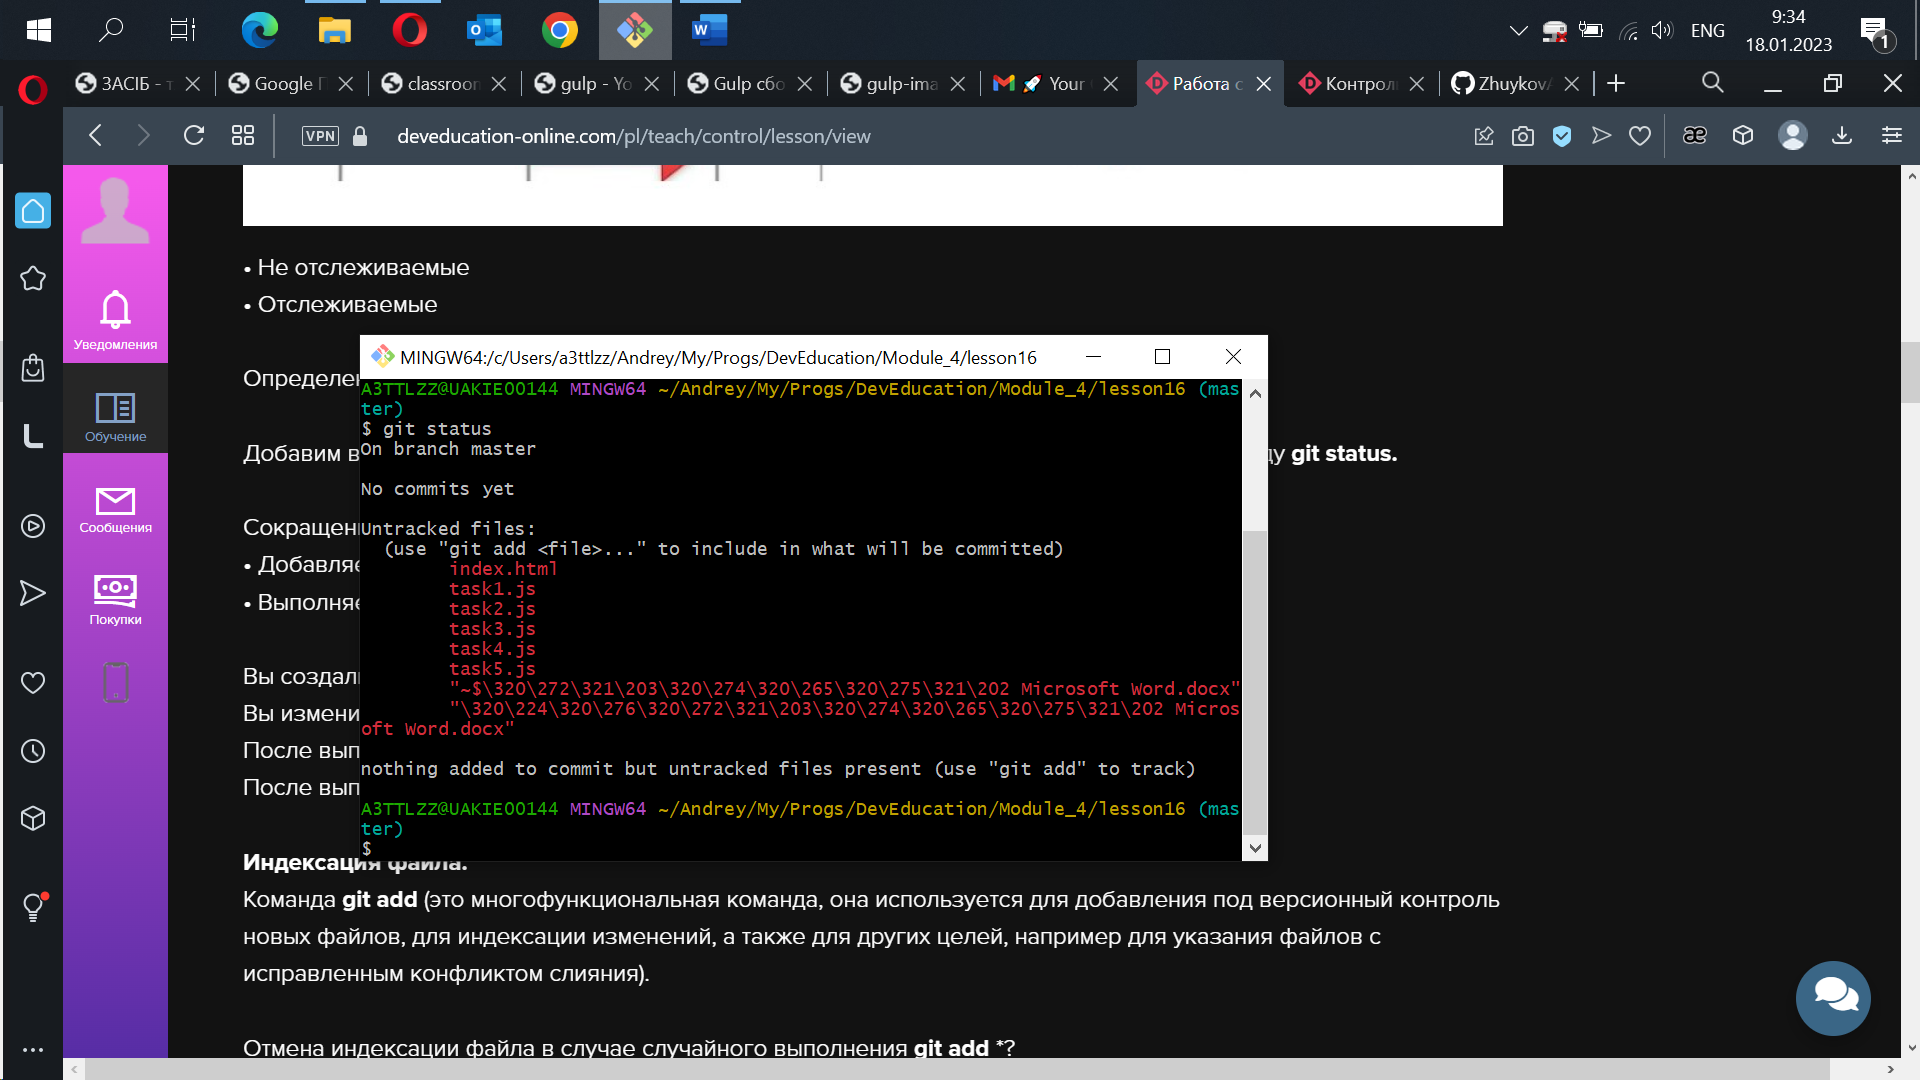 ENG
9:34
18.01.2023
1
ЗАСІБ - т
Google П
classroon
gulp - Yo
Gulp сбо
gulp-ima
🚀 Your
Работа с
Контрол
Zhuykov
VPN
deveducation-online.com/pl/teach/control/lesson/view
• Не отслеживаемые
• Отслеживаемые
Уведомления
Обучение
Сообщения
Покупки
Определе
Добавим в
ду git status.
Сокращен
• Добавляе
• Выполняе
Вы создал
Вы измени
После вып
После вып
MINGW64:/c/Users/a3ttlzz/Andrey/My/Progs/DevEducation/Module_4/lesson16
A3TTLZZ@UAKIE00144 MINGW64 ~/Andrey/My/Progs/DevEducation/Module_4/lesson16 (mas
ter)
$ git status
On branch master
No commits yet
Untracked files:
(use "git add <file>..." to include in what will be committed)
index.html
task1.js
task2.js
task3.js
task4.js
task5.js
"~$\320\272\321\203\320\274\320\265\320\275\321\202 Microsoft Word.docx"
"\320\224\320\276\320\272\321\203\320\274\320\265\320\275\321\202 Micros
oft Word.docx"
nothing added to commit but untracked files present (use "git add" to track)
A3TTLZZ@UAKIE00144 MINGW64 ~/Andrey/My/Progs/DevEducation/Module_4/lesson16 (mas
ter)
$
Индексация файла.
Команда git add (это многофункциональная команда, она используется для добавления под версионный контроль
новых файлов, для индексации изменений, а также для других целей, например для указания файлов с
исправленным конфликтом слияния).
Отмена индексации файла в случае случайного выполнения git add *?